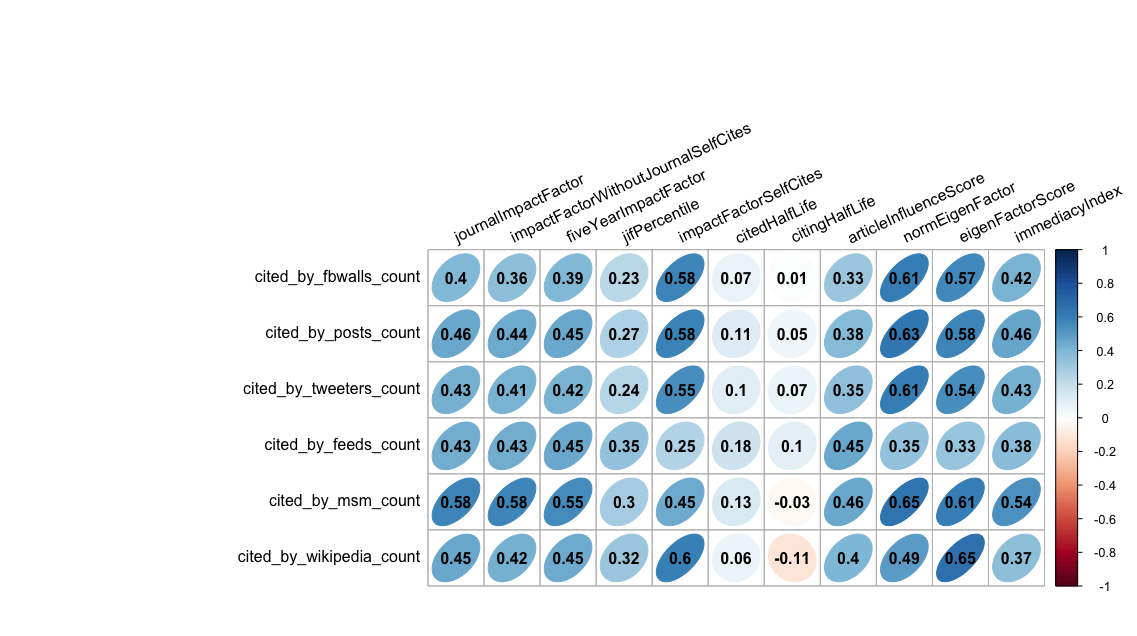 journalImpactFactor
impactFactorWithoutJournalSelfCites
fiveYearImpactFactor
jifPercentile
impactFactorSelfCites
citedHalfLife
citingHalfLife
articleInfluenceScore
normEigenFactor
eigenFactorScore
immediacyIndex
cited_by_fbwalls_count 0.4 0.36 0.39 0.23 0.58 0.07 0.01 0.33 0.61 0.57 0.42
cited_by_posts_count 0.46 0.44 0.45 0.27 0.58 0.11 0.05 0.38 0.63 0.58 0.46
cited_by_tweeters_count 0.43 0.41 0.42 0.24 0.55 0.1 0.07 0.35 0.61 0.54 0.43
cited_by_feeds_count 0.43 0.43 0.45 0.35 0.25 0.18 0.1 0.45 0.35 0.33 0.38
cited_by_msm_count 0.58 0.58 0.55 0.3 0.45 0.13 -0.03 0.46 0.65 0.61 0.54
cited_by_wikipedia_count 0.45 0.42 0.45 0.32 0.6 0.06 -0.11 0.4 0.49 0.65 0.37
1
0.8
0.6
0.4
0.2
0
-0.2
-0.4
-0.6
-0.8
-1